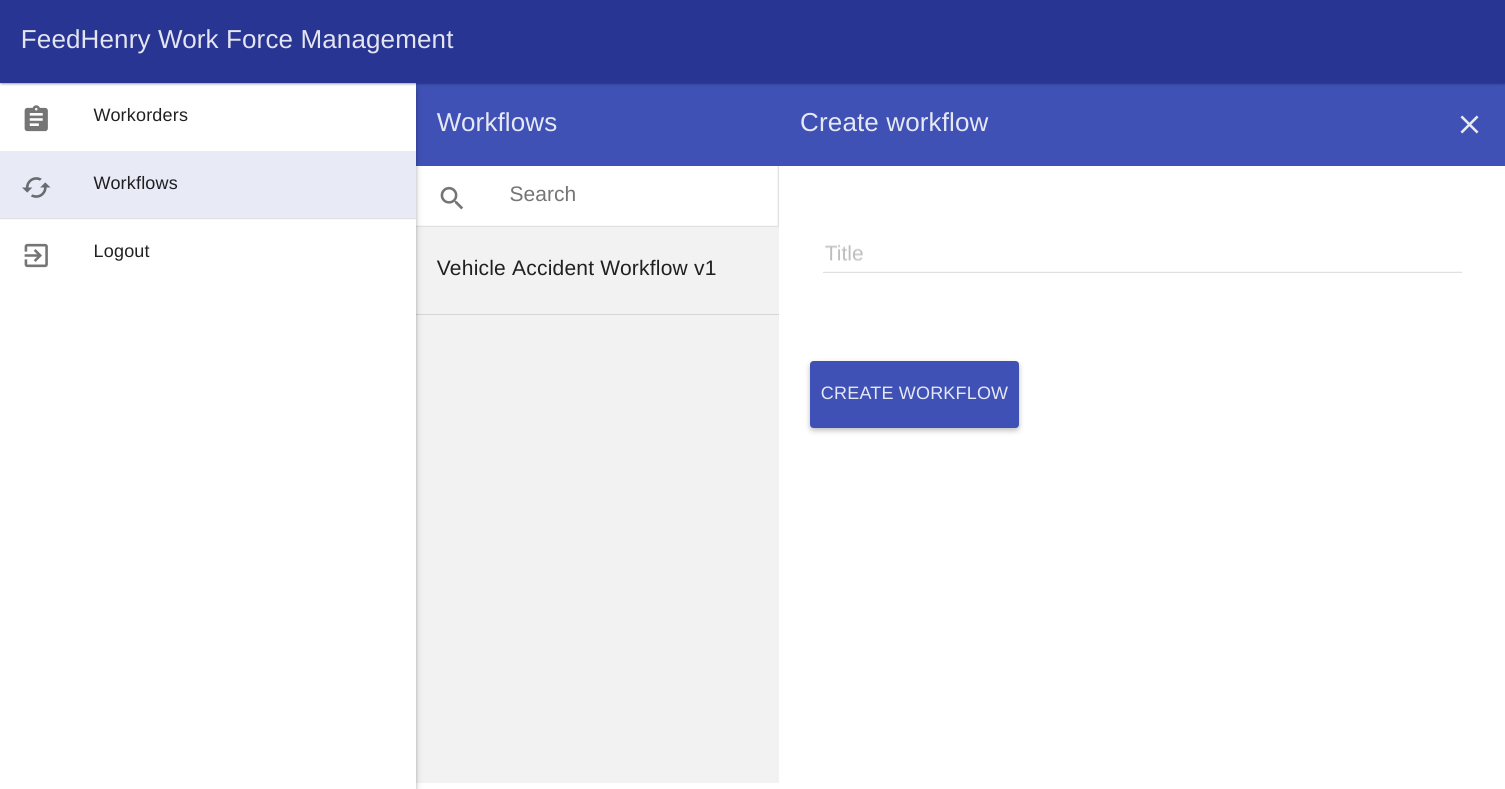 FeedHenry Work Force Management
Workorders
Workflows
Logout
Workflows
Search
Vehicle Accident Workflow v1
Create workflow
Title
CREATE WORKFLOW